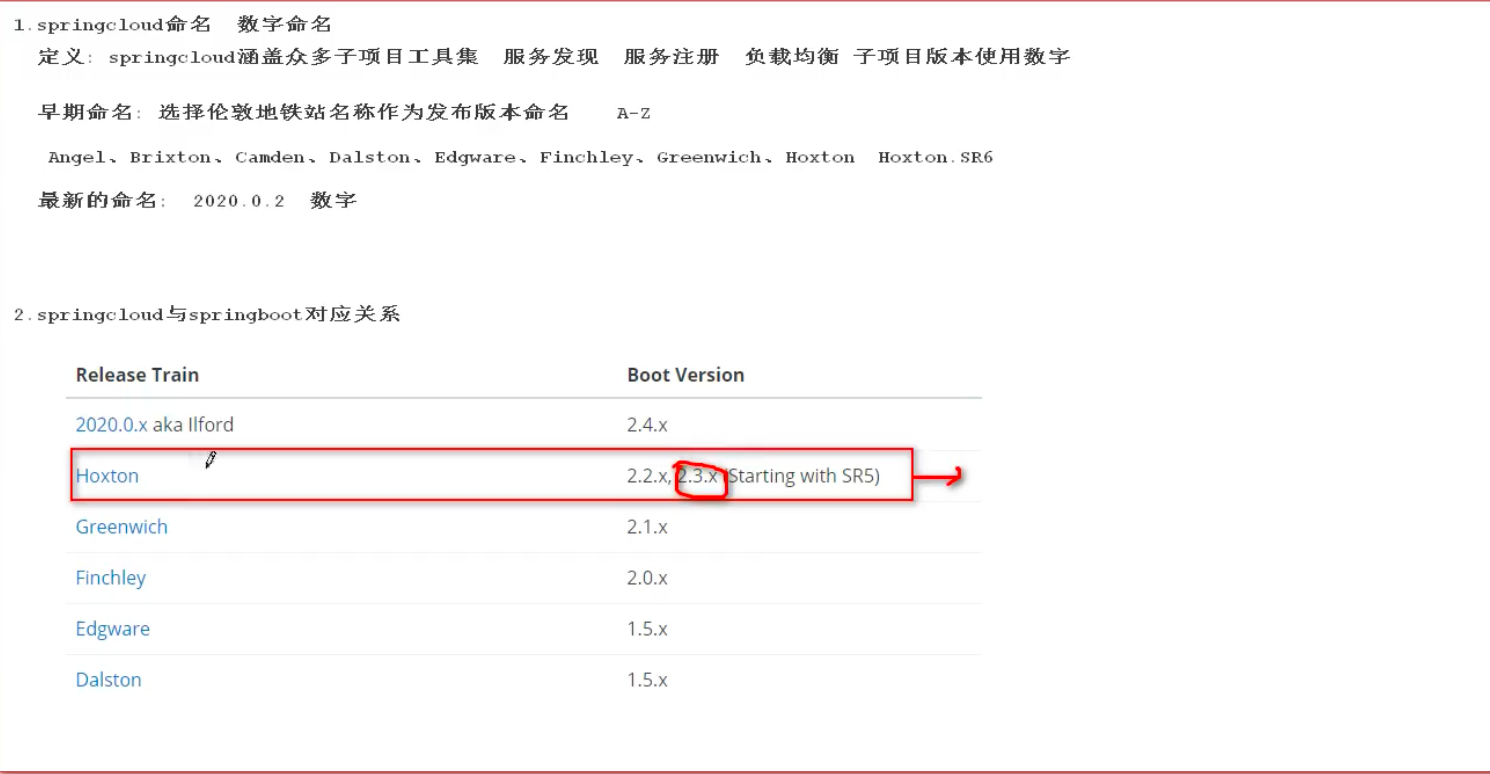 1.springcloud命名 数字命名
定义: springcloud涵盖众多子项目工具集 服务发现 服务注册 负载均衡 子项目版本使用数字
早期命名: 选择伦敦地铁站名称作为发布版本命名 A-Z
Angel、Brixton、Camden、Dalston、Edgware、Finchley、Greenwich、Hoxton Hoxton.SR6
最新的命名: 2020.0.2 数字
2.springcloud与springboot对应关系
Release Train Boot Version
2020.0.x aka Ilford 2.4.x
Hoxton 2.2.x, 2.3.x (Starting with SR5)
Greenwich 2.1.x
Finchley 2.0.x
Edgware 1.5.x
Dalston 1.5.x